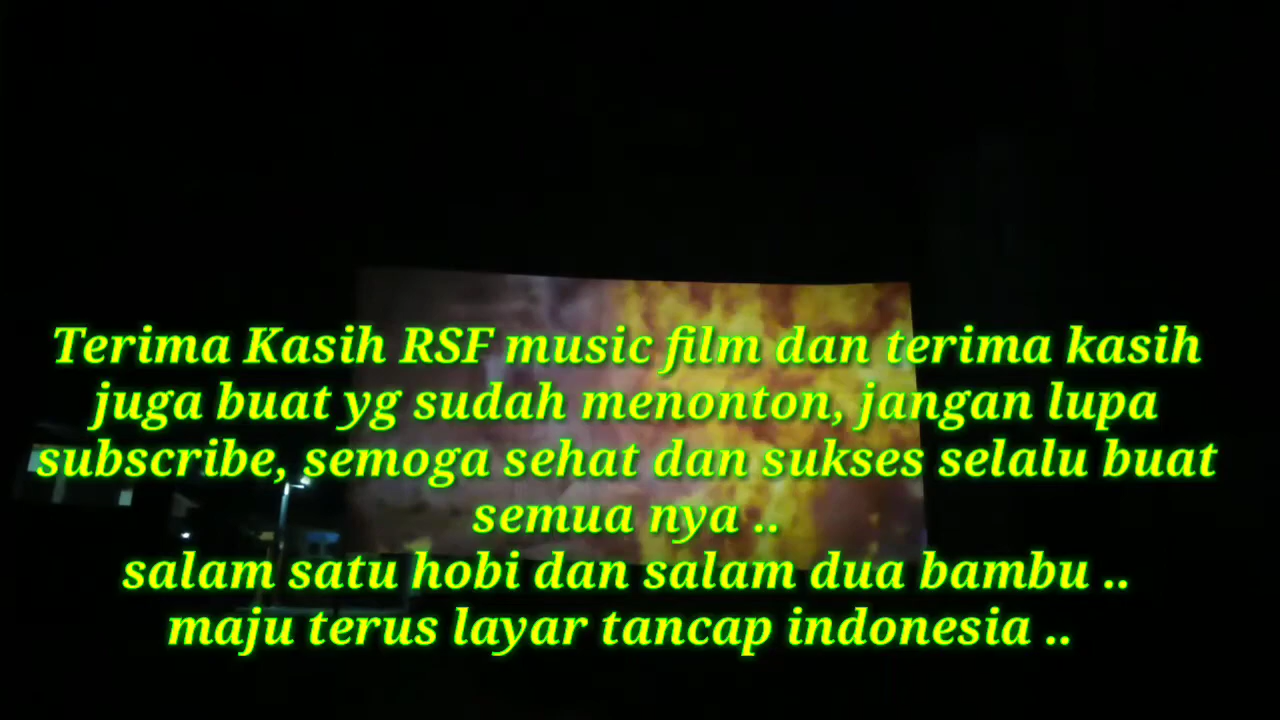 Terima Kasih RSF music film dan terima kasih
juga buat yg sudah menonton, jangan lupa
subscribe, semoga sehat dan sukses selalu buat
semua nya ..
salam satu hobi dan salam dua bambu ..
maju terus layar tancap indonesia ..